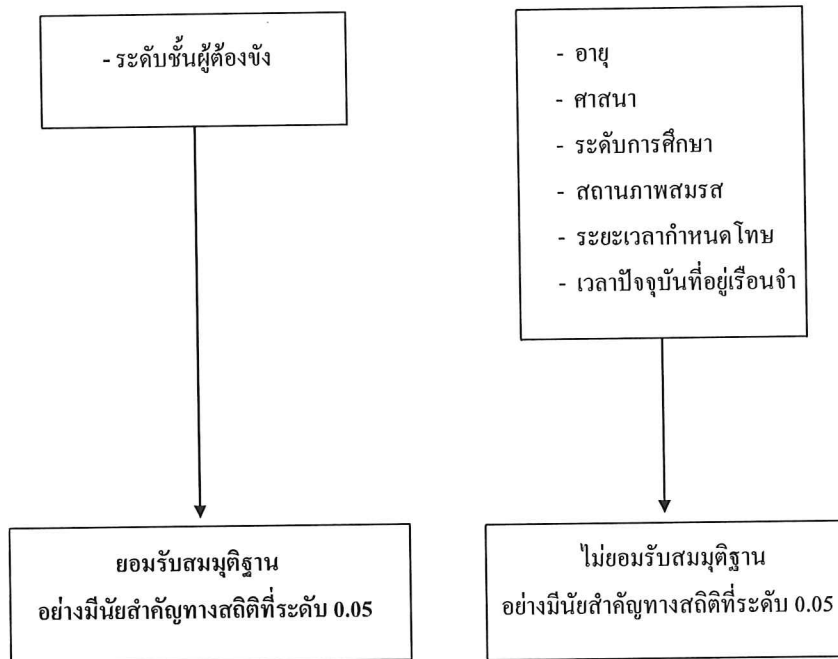 - ระดับชั้นผู้ต้องขัง
- อายุ
- ศาสนา
- ระดับการศึกษา
- สถานภาพสมรส
- ระยะเวลากำหนดโทษ
- เวลาปัจจุบันที่อยู่เรือนจำ
ยอมรับสมมุติฐาน
อย่างมีนัยสำคัญทางสถิติที่ระดับ 0.05
ไม่ยอมรับสมมุติฐาน
อย่างมีนัยสำคัญทางสถิติที่ระดับ 0.05